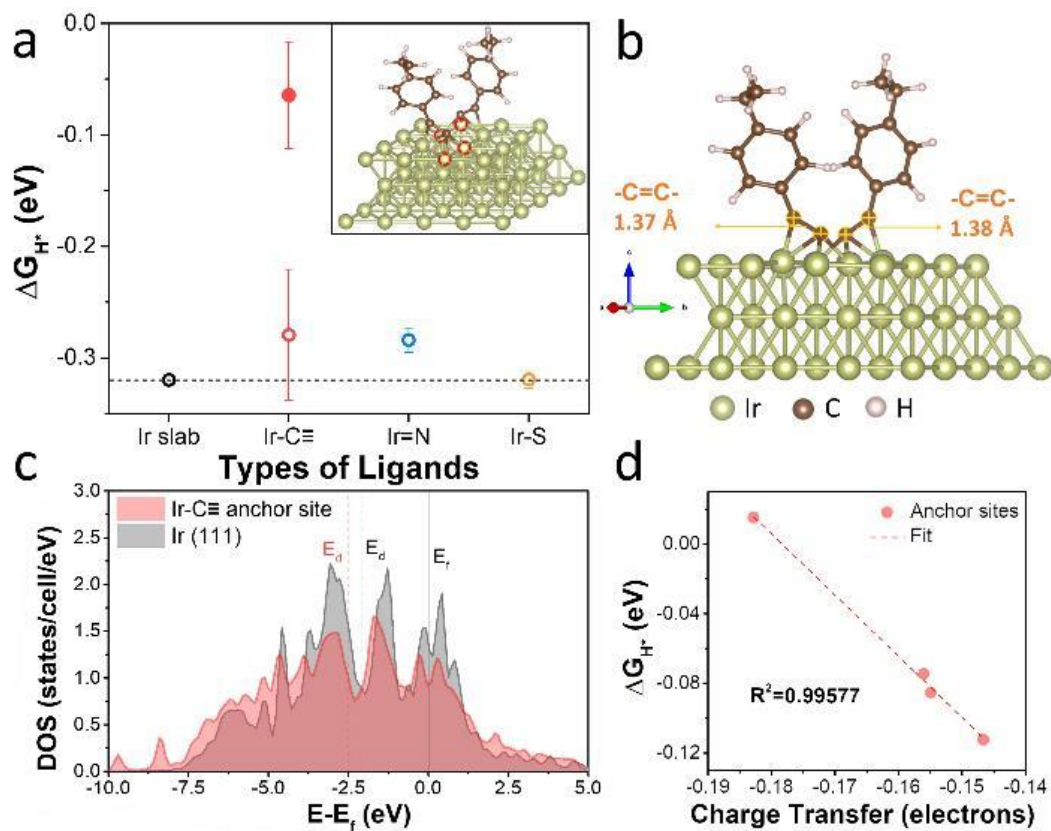 a
0.0
-0.1
-0.2
-0.3
ΔG_H* (eV)
Ir slab
Ir-C≡
Ir=N
Ir-S
Types of Ligands
b
-C=C-
1.37 Å
-C=C-
1.38 Å
c
a
b
Ir
C
H
c
3.0
2.5
2.0
1.5
1.0
0.5
0.0
DOS (states/cell/eV)
Ir-C≡ anchor site
Ir (111)
E_d
E_d
E_f
-10.0
-7.5
-5.0
-2.5
0.0
2.5
5.0
E-E_f (eV)
d
0.00
-0.04
-0.08
-0.12
ΔG_H* (eV)
Anchor sites
Fit
R²=0.99577
-0.19
-0.18
-0.17
-0.16
-0.15
-0.14
Charge Transfer (electrons)